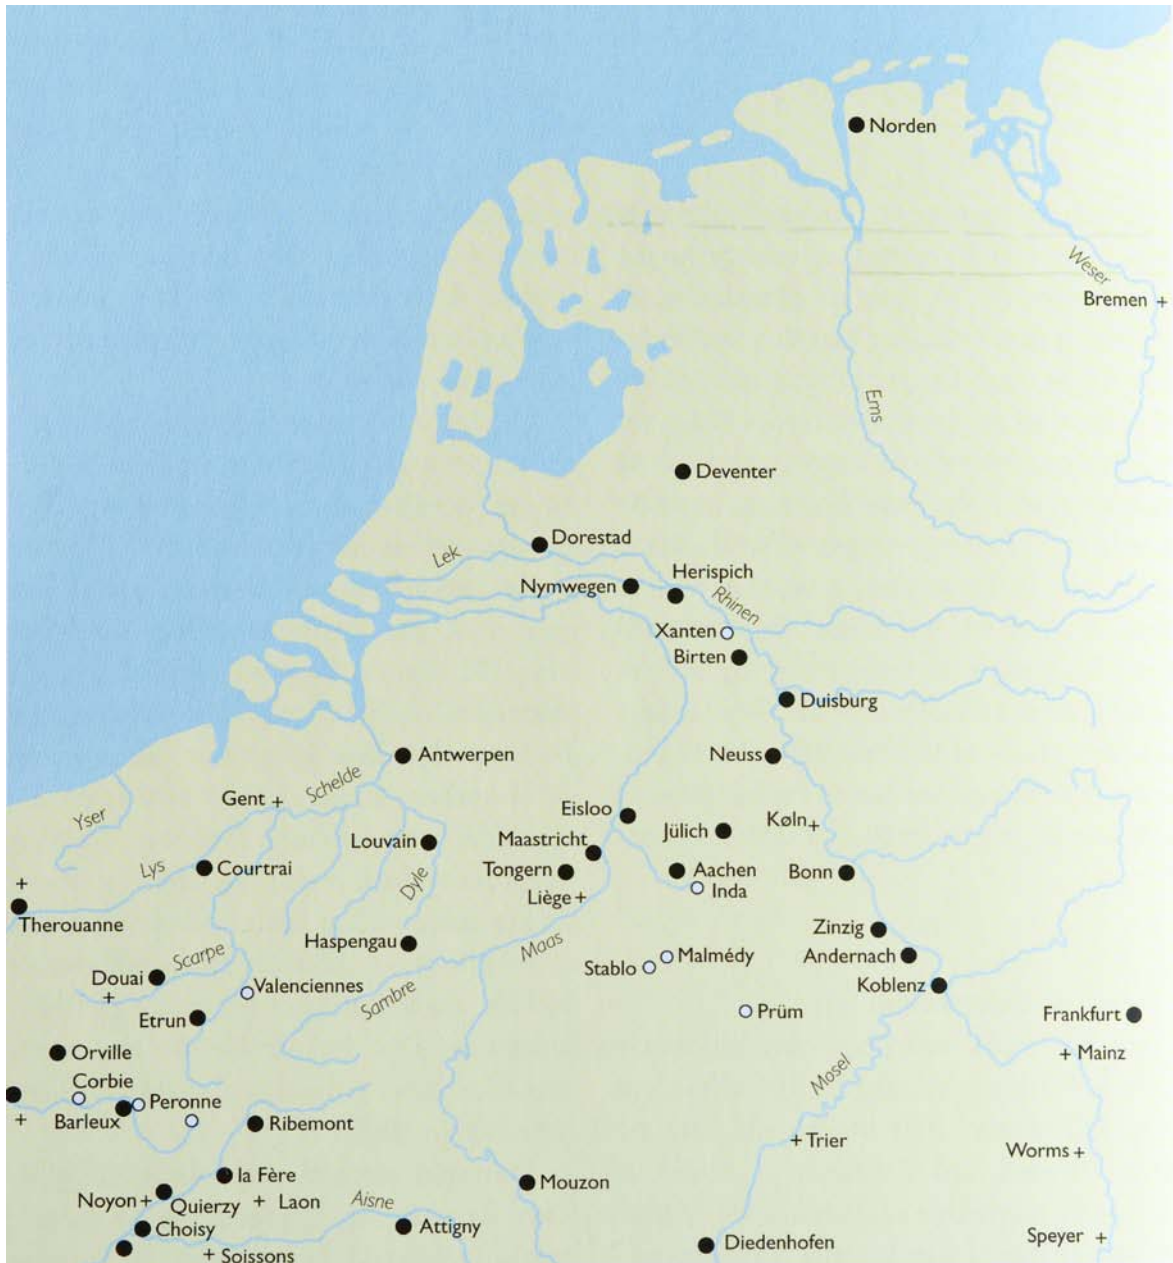 Norden
Weser
Bremen
Ems
Deventer
Dorestad
Lek
Herispich
Nymwegen
Rhinen
Xanten
Birten
Duisburg
Antwerpen
Neuss
Schelde
Gent
Eisloo
Yser
Køln
Jülich
Louvain
Maastricht
Lys
Courtrai
Tongern
Aachen
Bonn
Dyle
Inda
Liège
Therouanne
Zinzig
Haspengau
Maas
Scarpe
Andernach
Malmédy
Stablo
Douai
Valenciennes
Koblenz
Sambre
Prüm
Frankfurt
Etrun
Orville
Mainz
Mosel
Corbie
Peronne
Barleux
Ribemont
Trier
Worms
la Fère
Mouzon
Noyon
Quierzy
Laon
Aisne
Choisy
Attigny
Speyer
Diedenhofen
Soissons